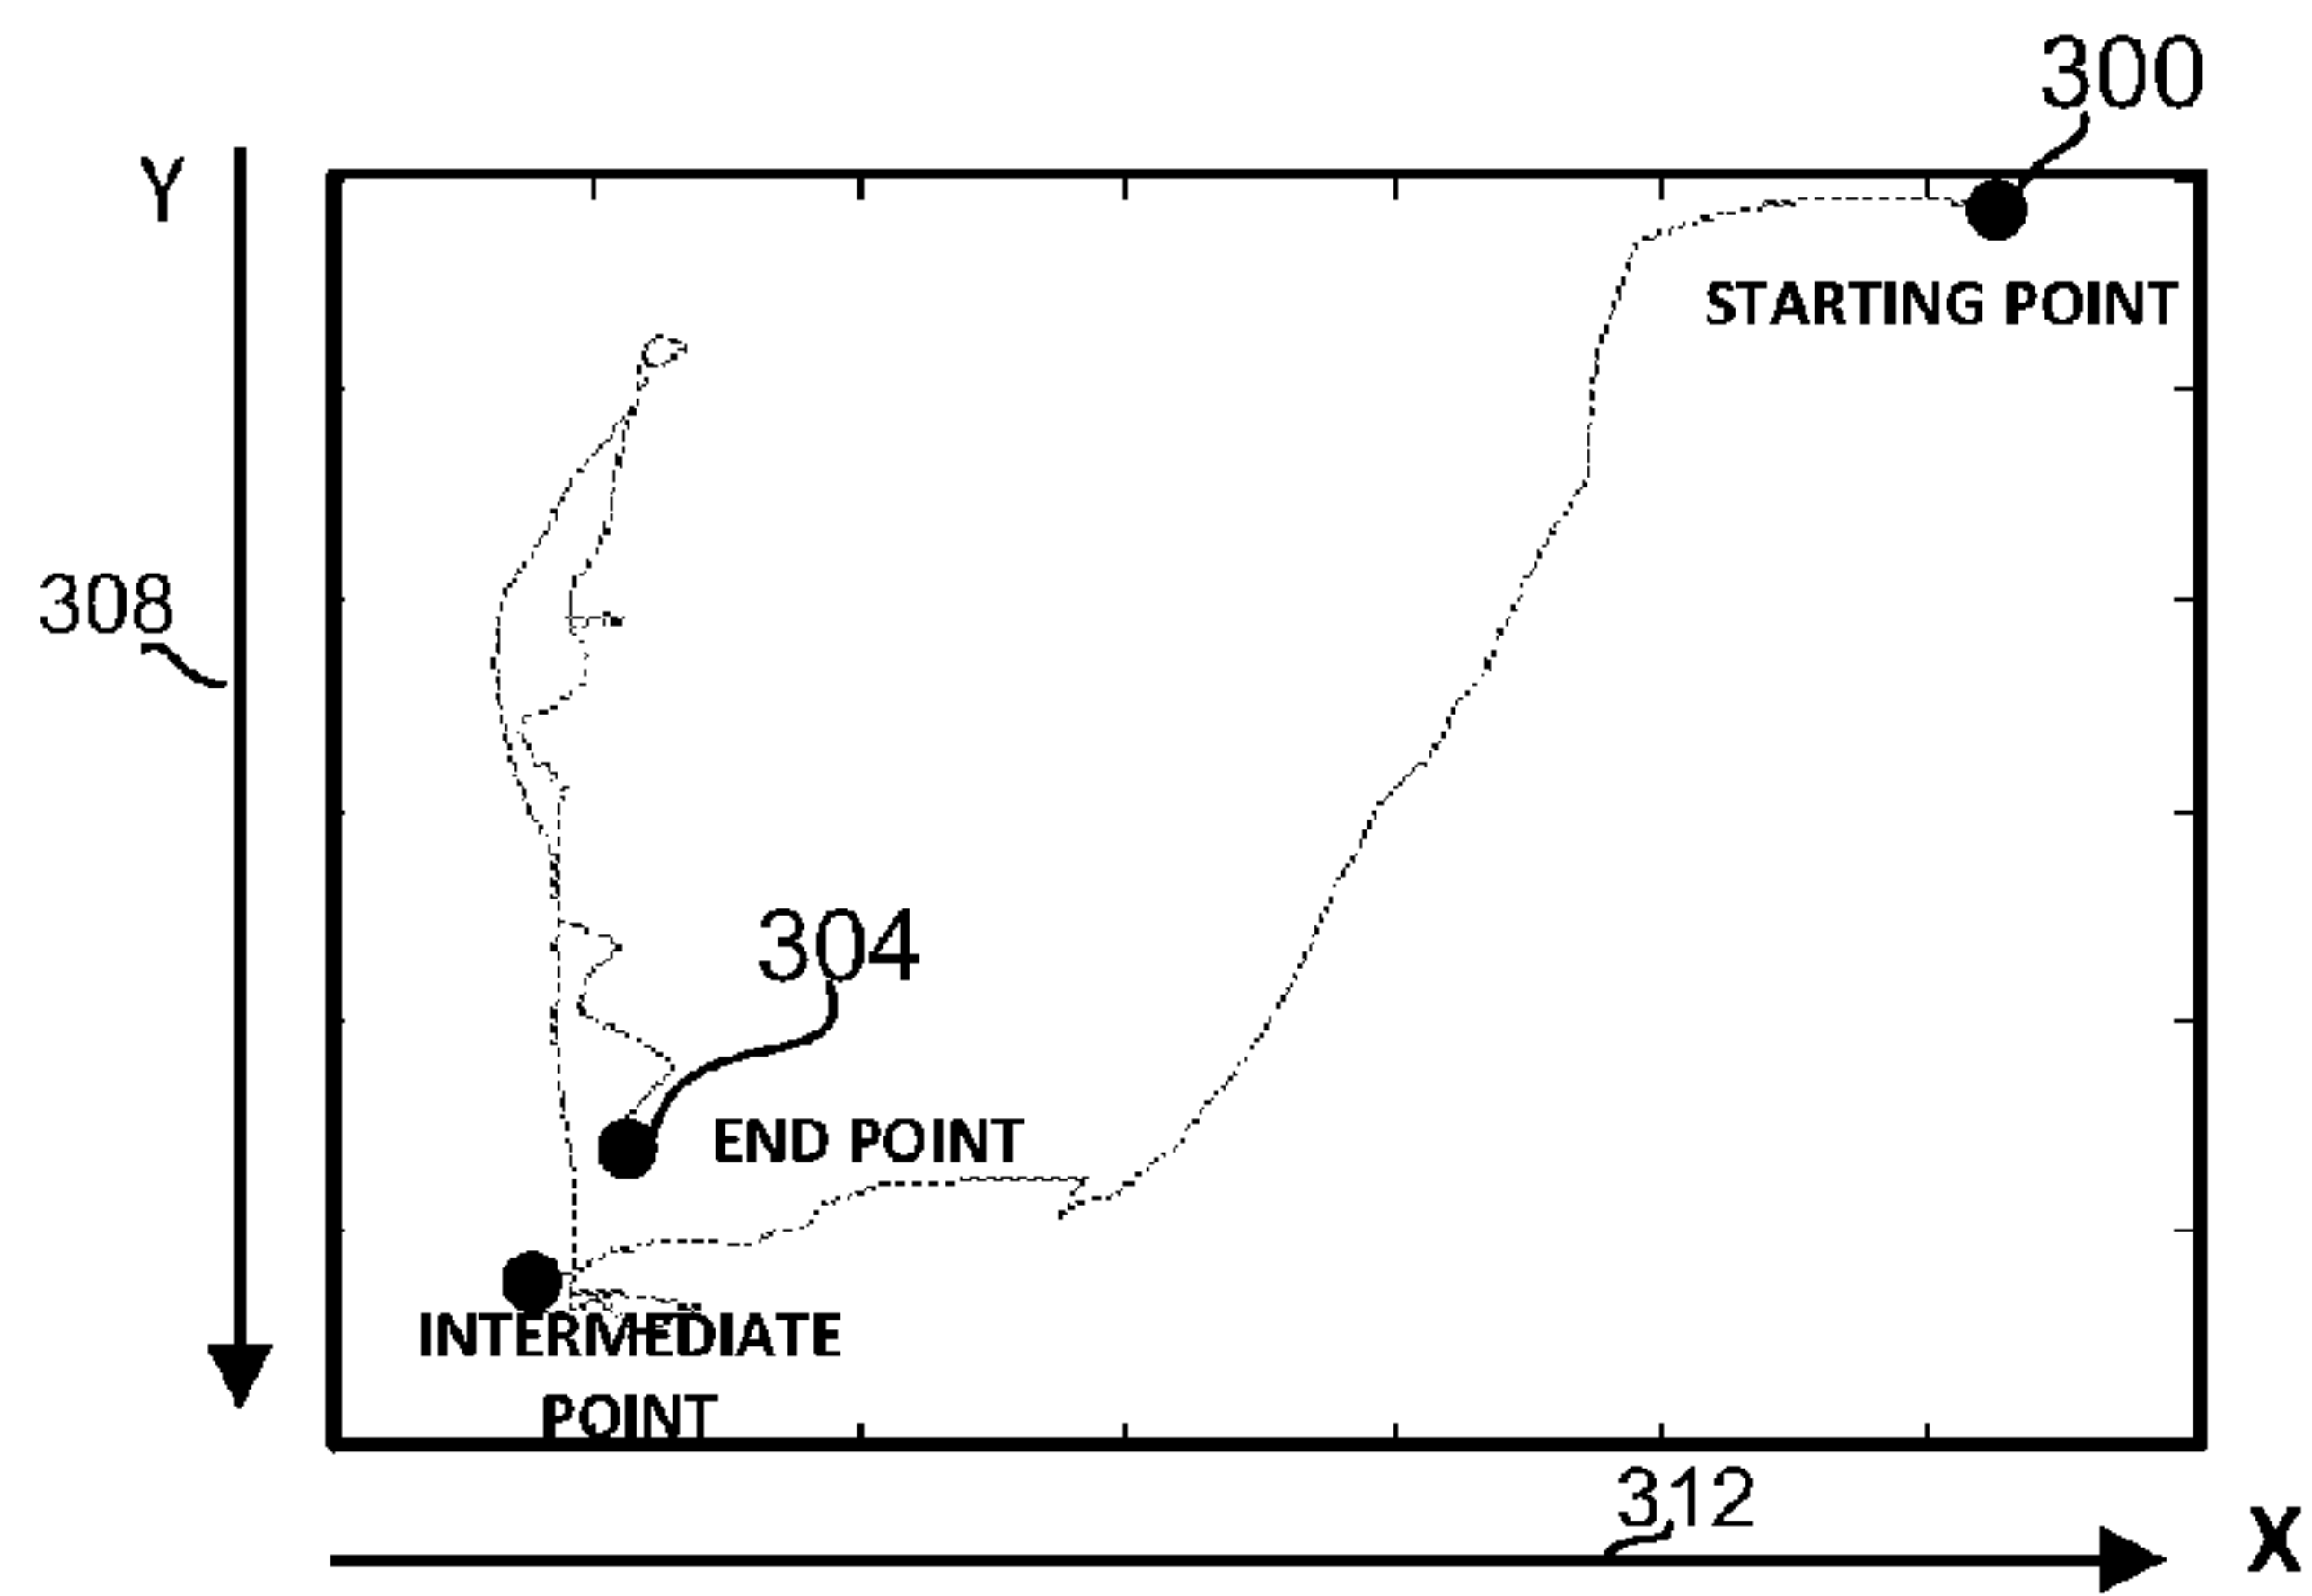 300
Y
STARTING POINT
308
304
END POINT
INTERMEDIATE
POINT
312
X